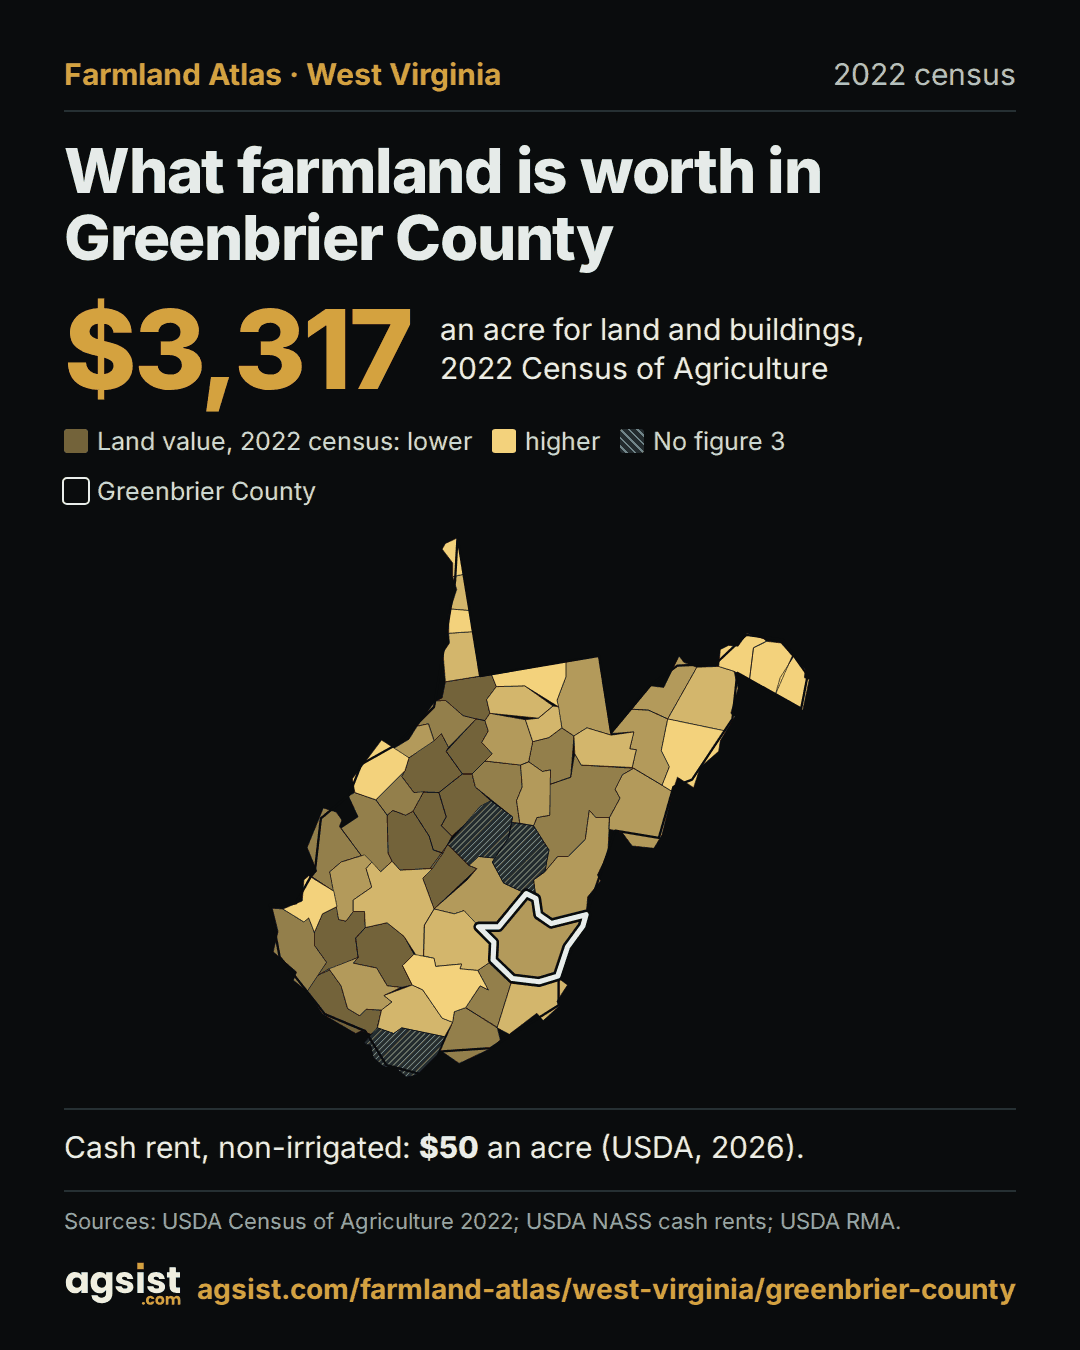 Farmland Atlas · West Virginia
2022 census
What farmland is worth in
Greenbrier County
$3,317
an acre for land and buildings,
2022 Census of Agriculture
Land value, 2022 census: lower
higher
No figure 3
Greenbrier County
Cash rent, non-irrigated: $50 an acre (USDA, 2026).
Sources: USDA Census of Agriculture 2022; USDA NASS cash rents; USDA RMA.
agsist
.com
agsist.com/farmland-atlas/west-virginia/greenbrier-county